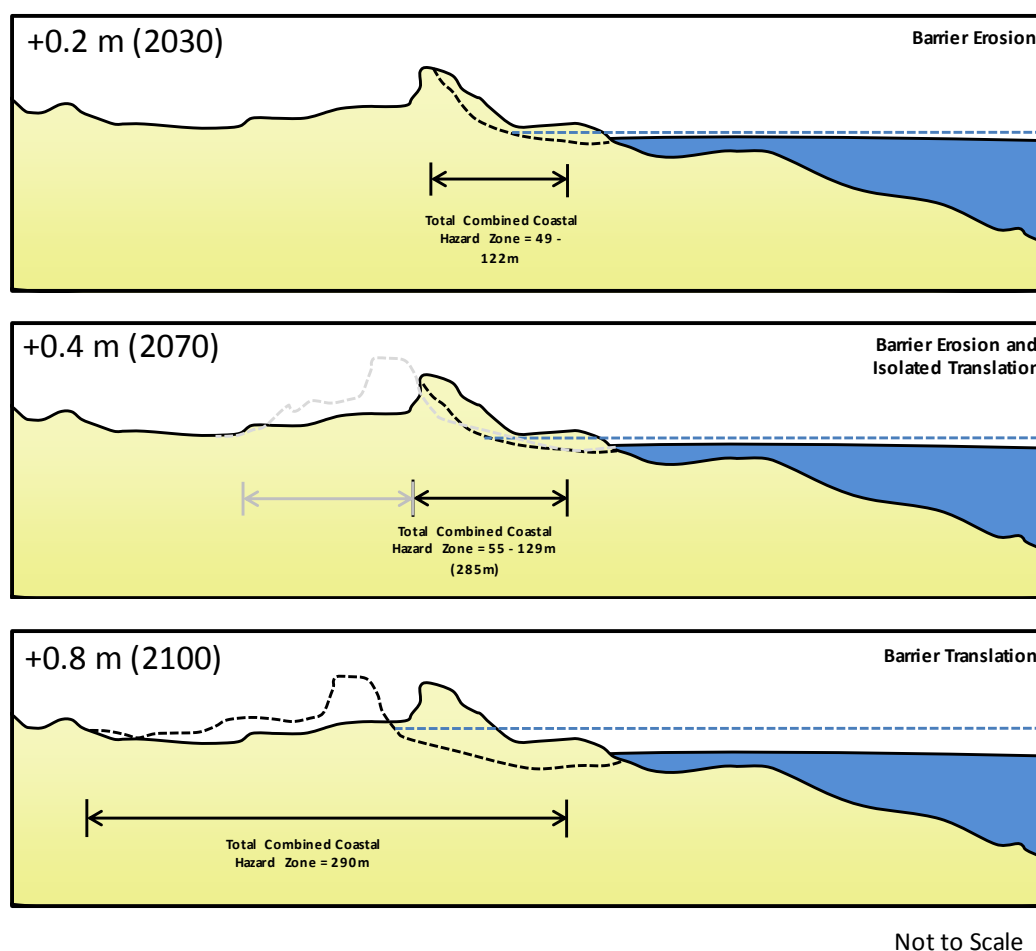 +0.2 m (2030)
Barrier Erosion
Total Combined Coastal
Hazard Zone = 49 -
122m
+0.4 m (2070)
Barrier Erosion and
Isolated Translation
Total Combined Coastal
Hazard Zone = 55 - 129m
(285m)
+0.8 m (2100)
Barrier Translation
Total Combined Coastal
Hazard Zone = 290m
Not to Scale